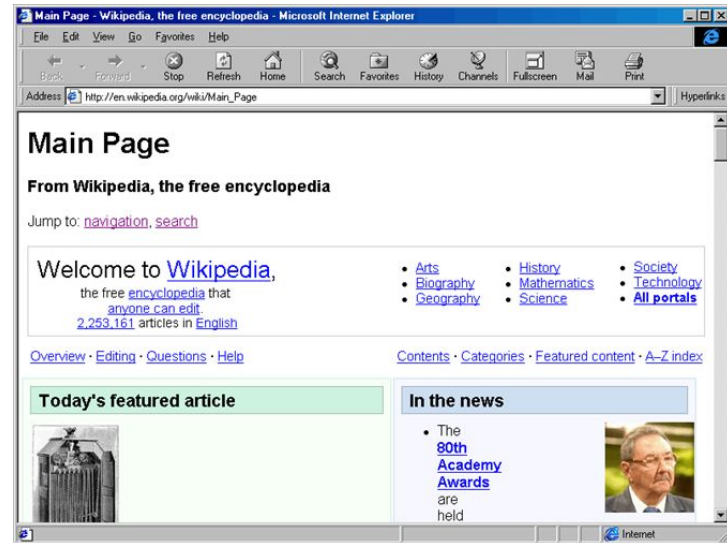 Main Page - Wikipedia, the free encyclopedia - Microsoft Internet Explorer
File Edit View Go Favorites Help
Back Forward Stop Refresh Home Search Favorites History Channels Fullscreen Mail Print
Address http://en.wikipedia.org/wiki/Main_Page Hyperlinks
Main Page
From Wikipedia, the free encyclopedia
Jump to: navigation, search
Welcome to Wikipedia,
the free encyclopedia that
anyone can edit.
2,253,161 articles in English
• Arts
• Biography
• Geography
• History
• Mathematics
• Science
• Society
• Technology
• All portals
Overview · Editing · Questions · Help
Contents · Categories · Featured content · A–Z index
Today's featured article
In the news
• The
80th
Academy
Awards
are
held
Internet